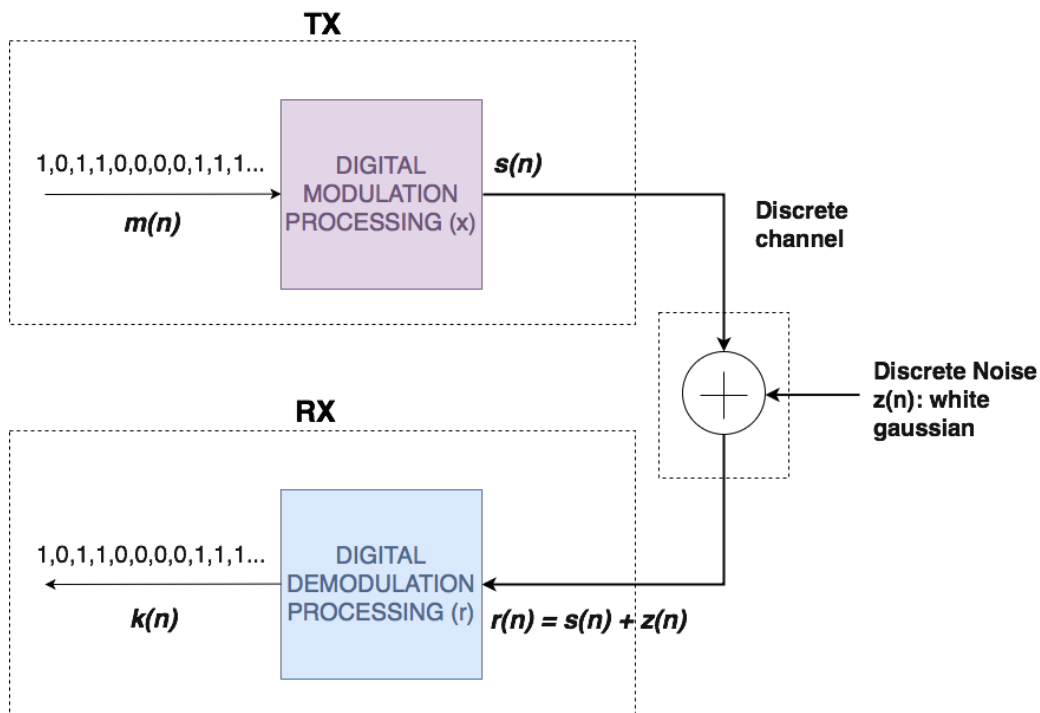 TX
1,0,1,1,0,0,0,0,1,1,1...
m(n)
DIGITAL
MODULATION
PROCESSING (x)
s(n)
Discrete
channel
Discrete Noise
z(n): white
gaussian
RX
1,0,1,1,0,0,0,0,1,1,1...
k(n)
DIGITAL
DEMODULATION
PROCESSING (r)
r(n) = s(n) + z(n)